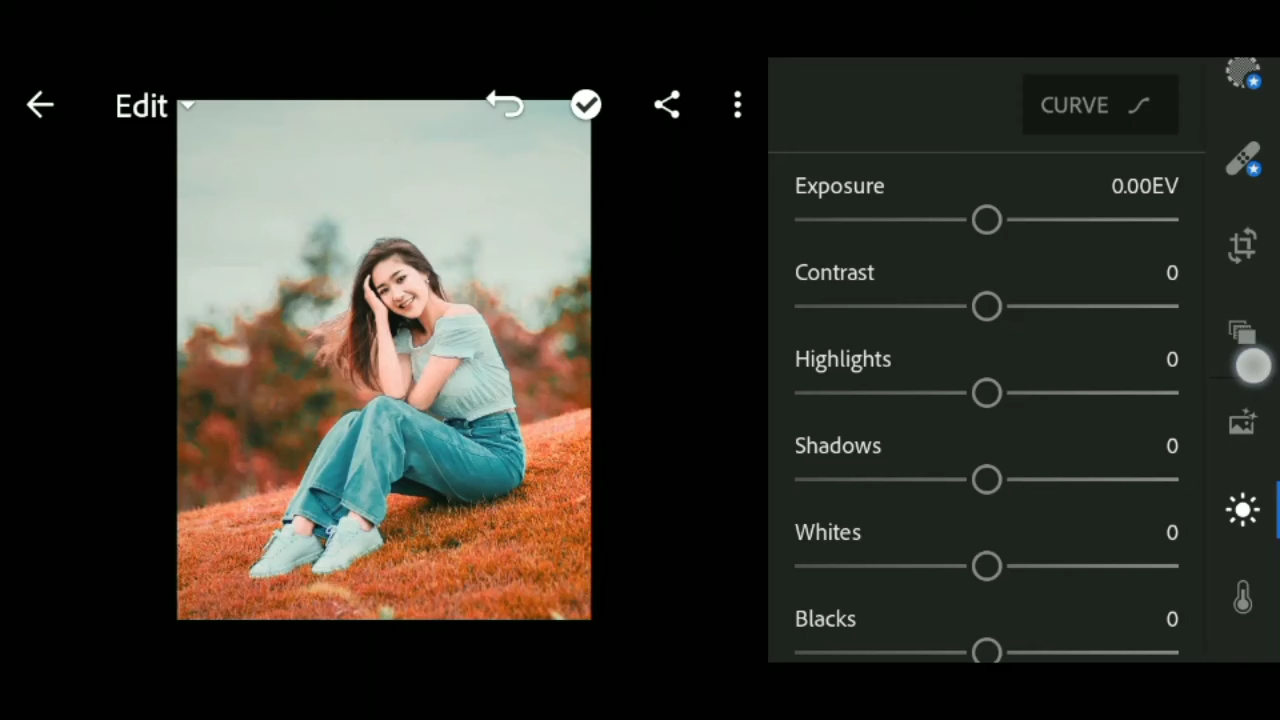 Edit
CURVE
Exposure 0.00EV
Contrast 0
Highlights 0
Shadows 0
Whites 0
Blacks 0